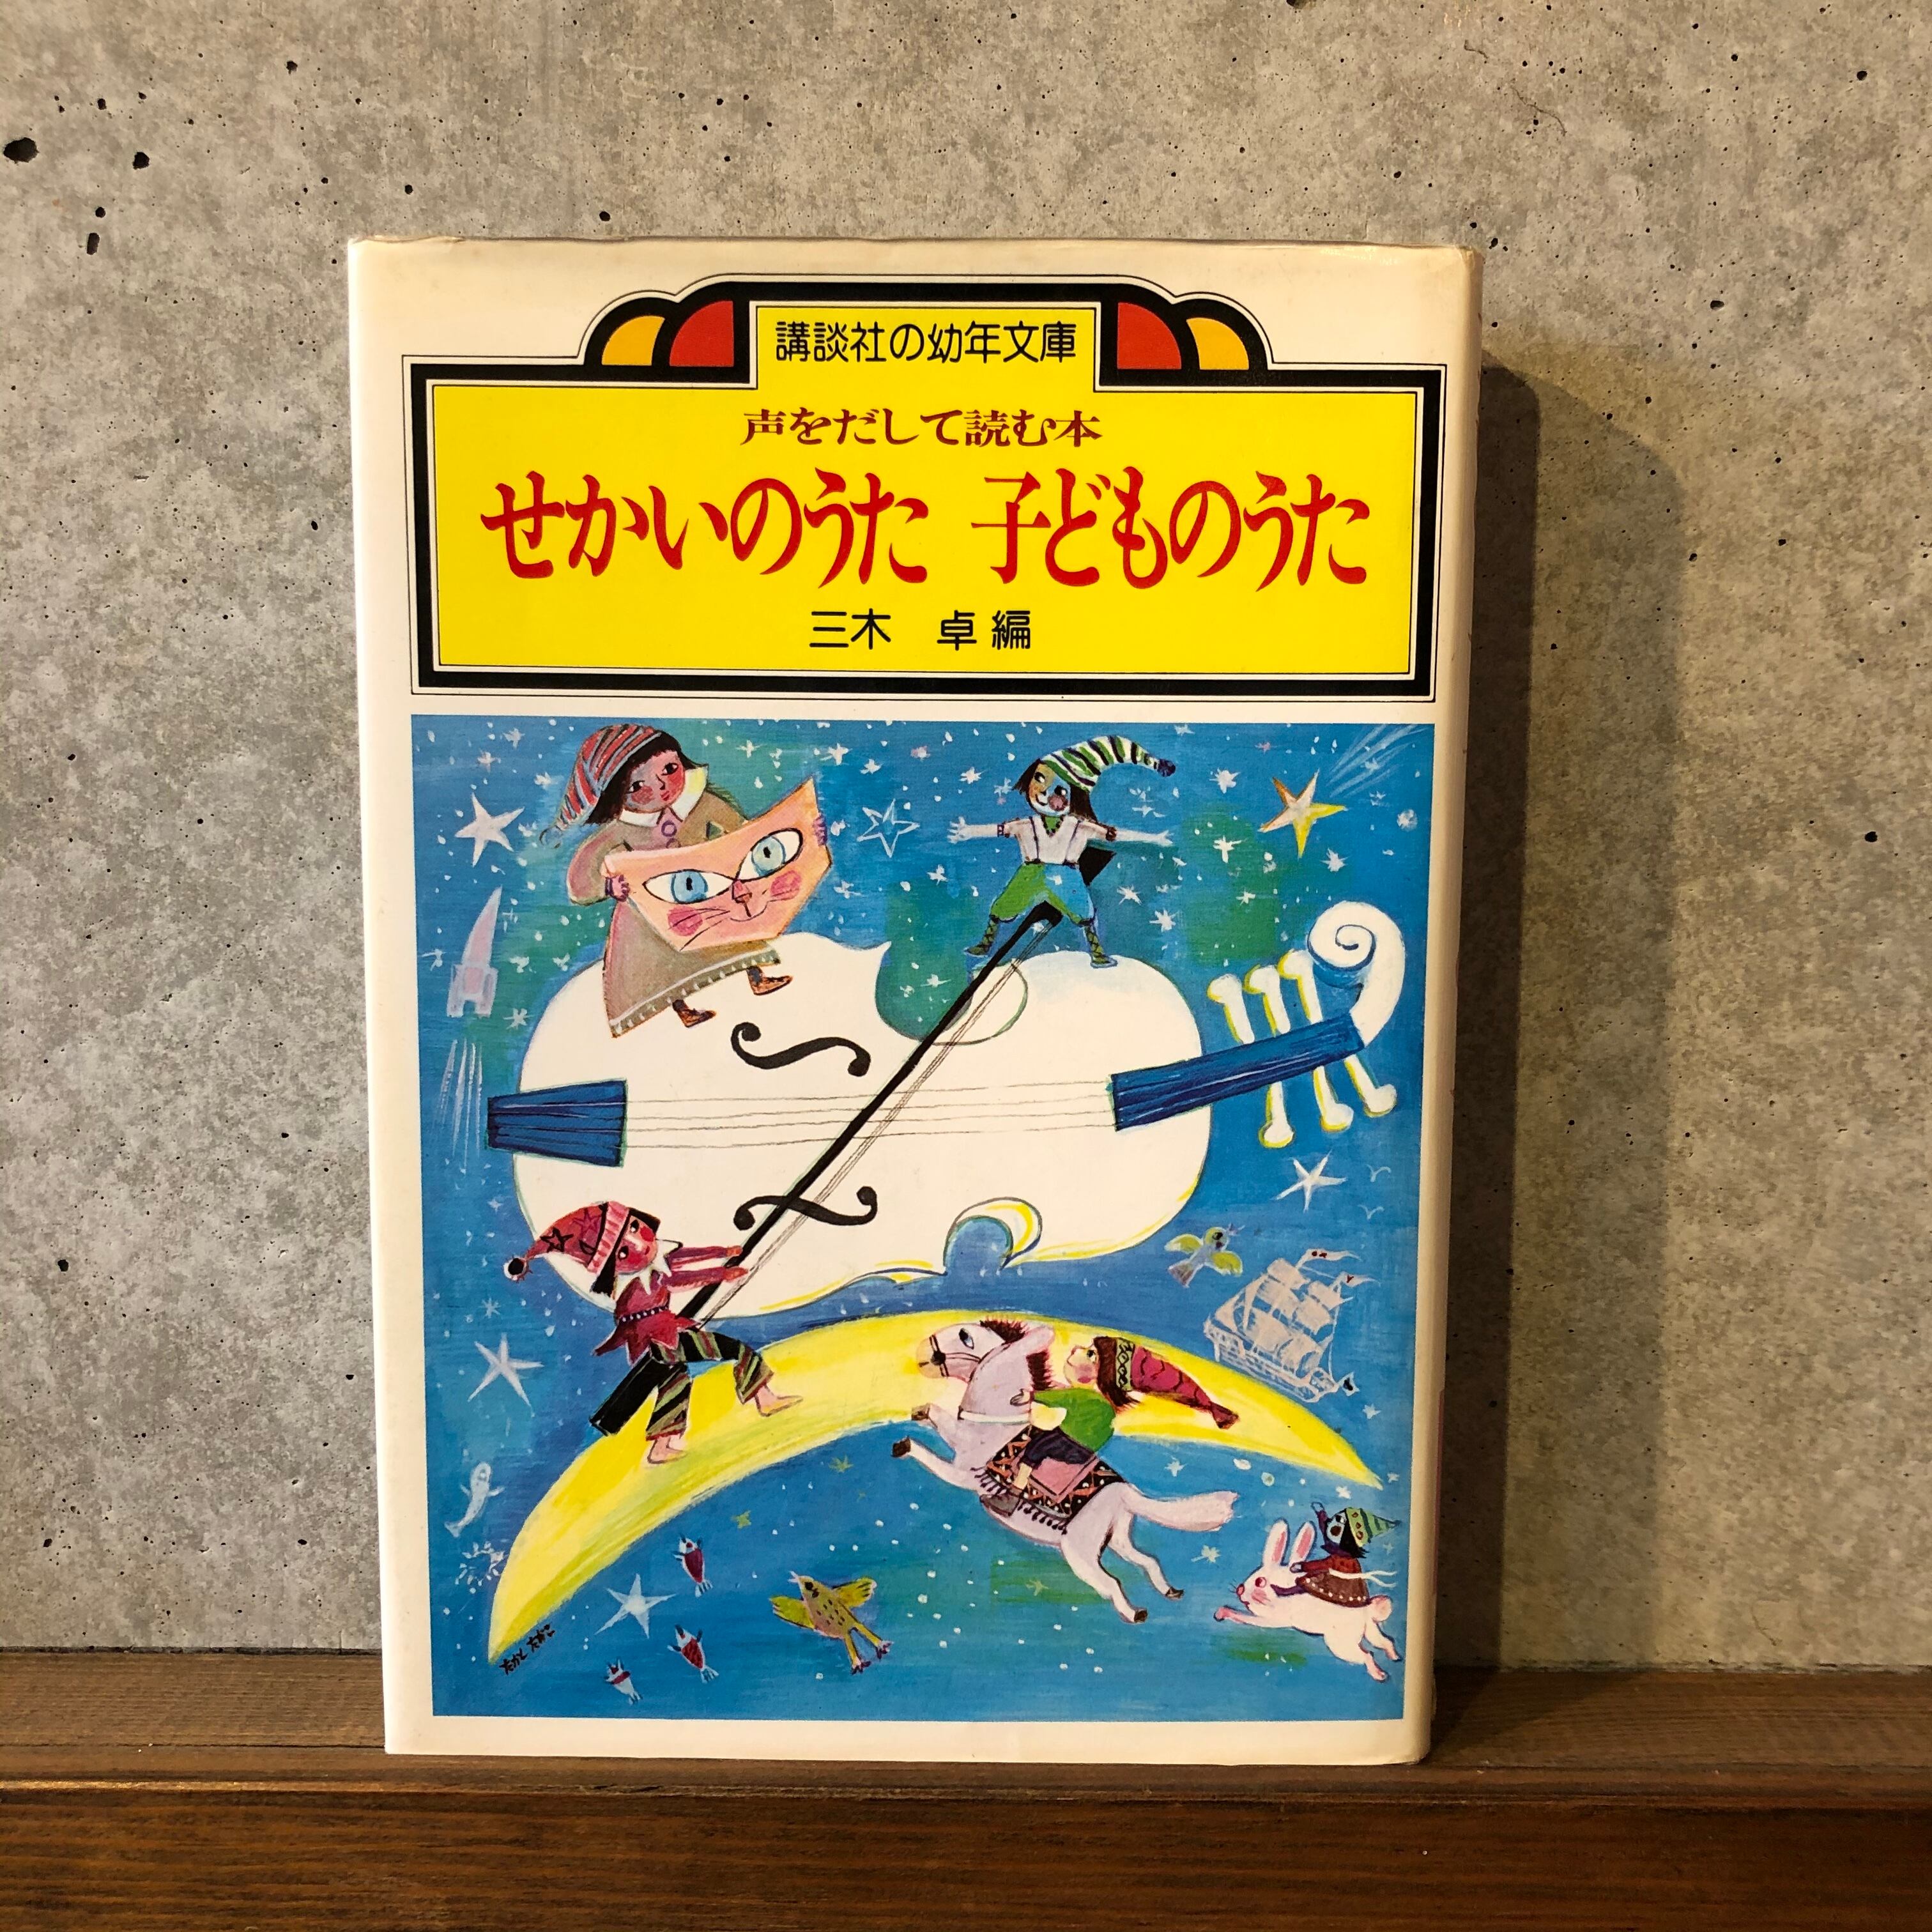 講談社の幼年文庫
声をだして読む本
せかいのうた 子どものうた
三木 卓 編